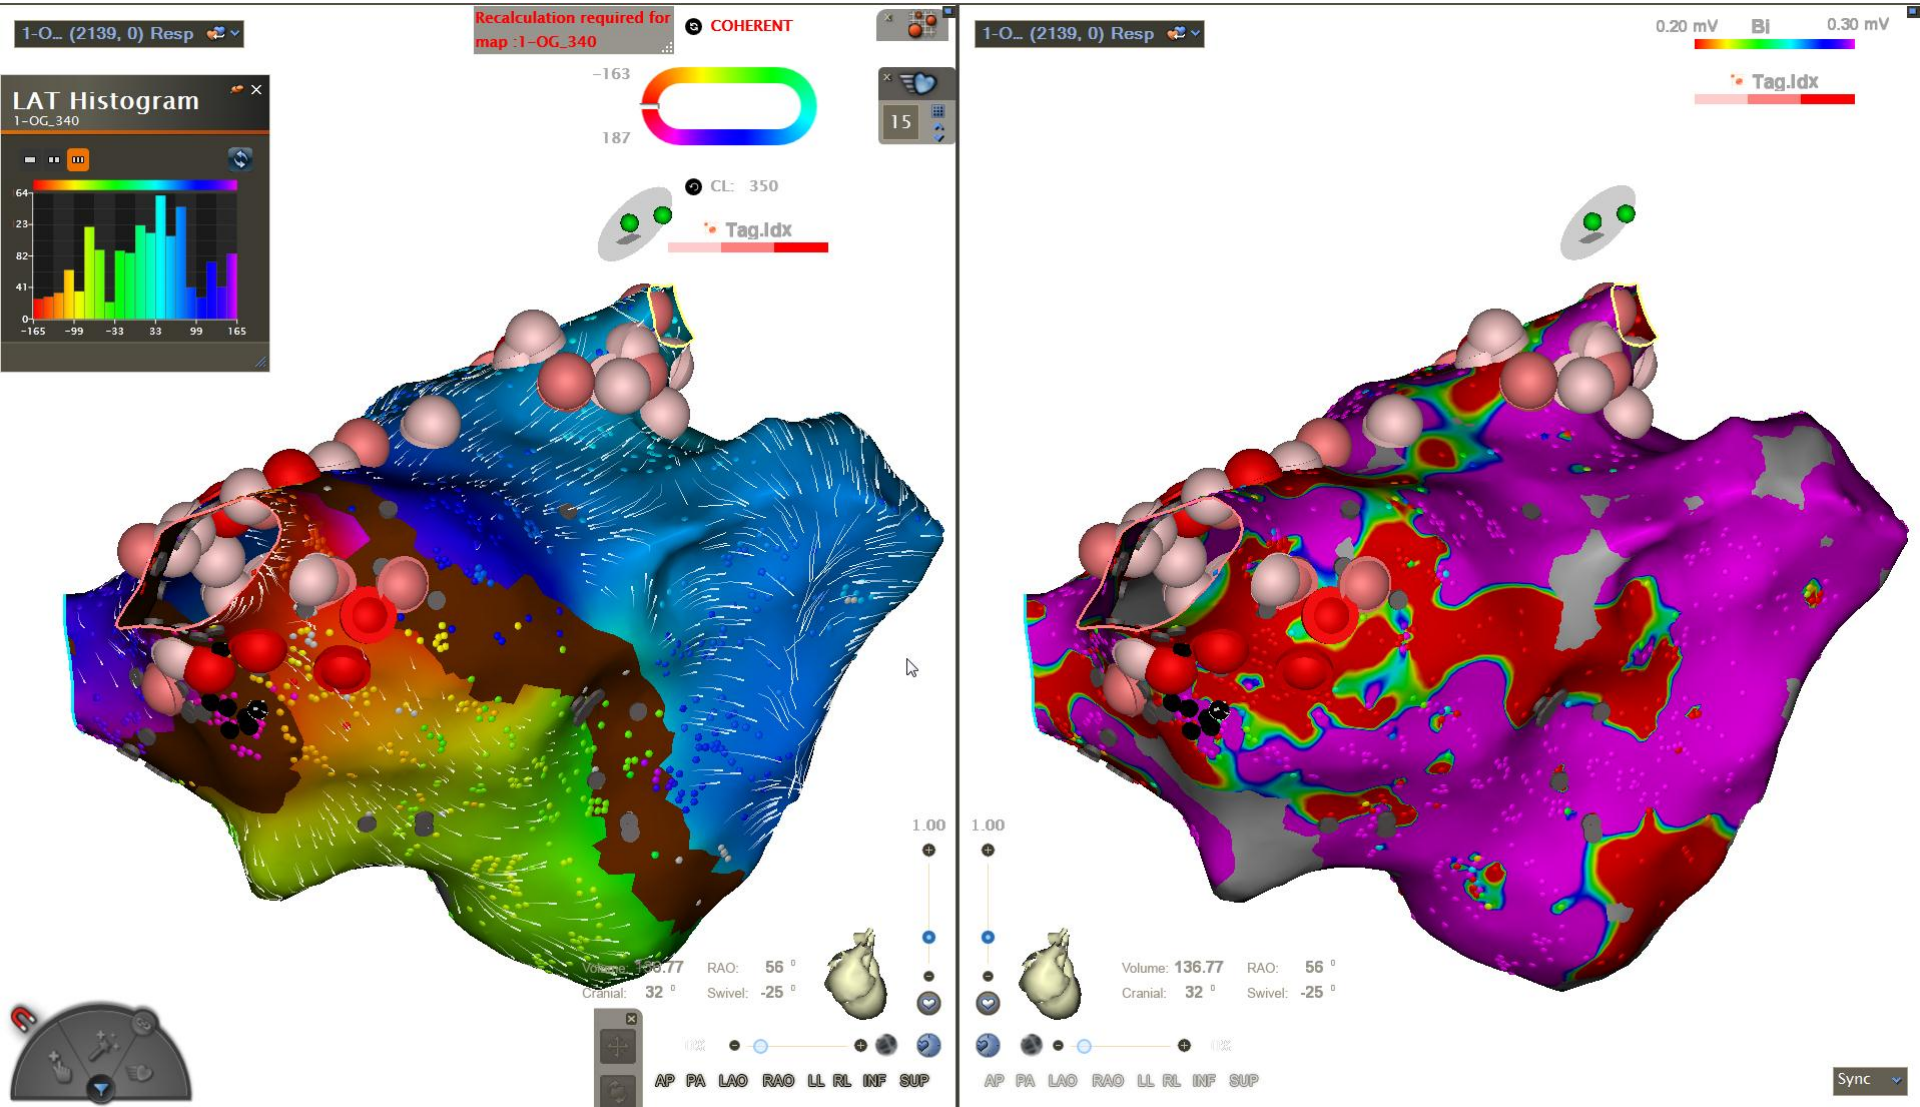 1-O... (2139, 0) Resp
Recalculation required for
map :1-OG_340
COHERENT
-163
187
15
CL: 350
Tag.Idx
LAT Histogram
1-OG_340
64
23
82
41
0
-165 -99 -33 33 99 165
1.00
Volume: 136.77 RAO: 56 °
Cranial: 32 ° Swivel: -25 °
AP PA LAO RAO LL RL INF SUP
1-O... (2139, 0) Resp
0.20 mV Bi 0.30 mV
Tag.Idx
1.00
Volume: 136.77 RAO: 56 °
Cranial: 32 ° Swivel: -25 °
AP PA LAO RAO LL RL INF SUP
Sync